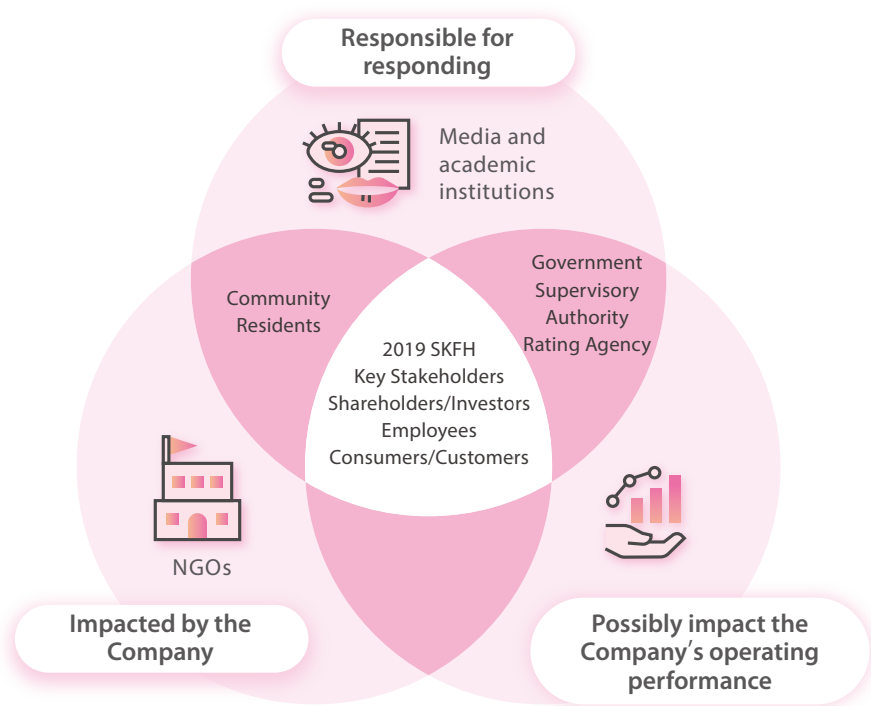 Responsible for
responding
Media and
academic
institutions
Community
Residents
Government
Supervisory
Authority
Rating Agency
2019 SKFH
Key Stakeholders
Shareholders/Investors
Employees
Consumers/Customers
NGOs
Impacted by the
Company
Possibly impact the
Company's operating
performance